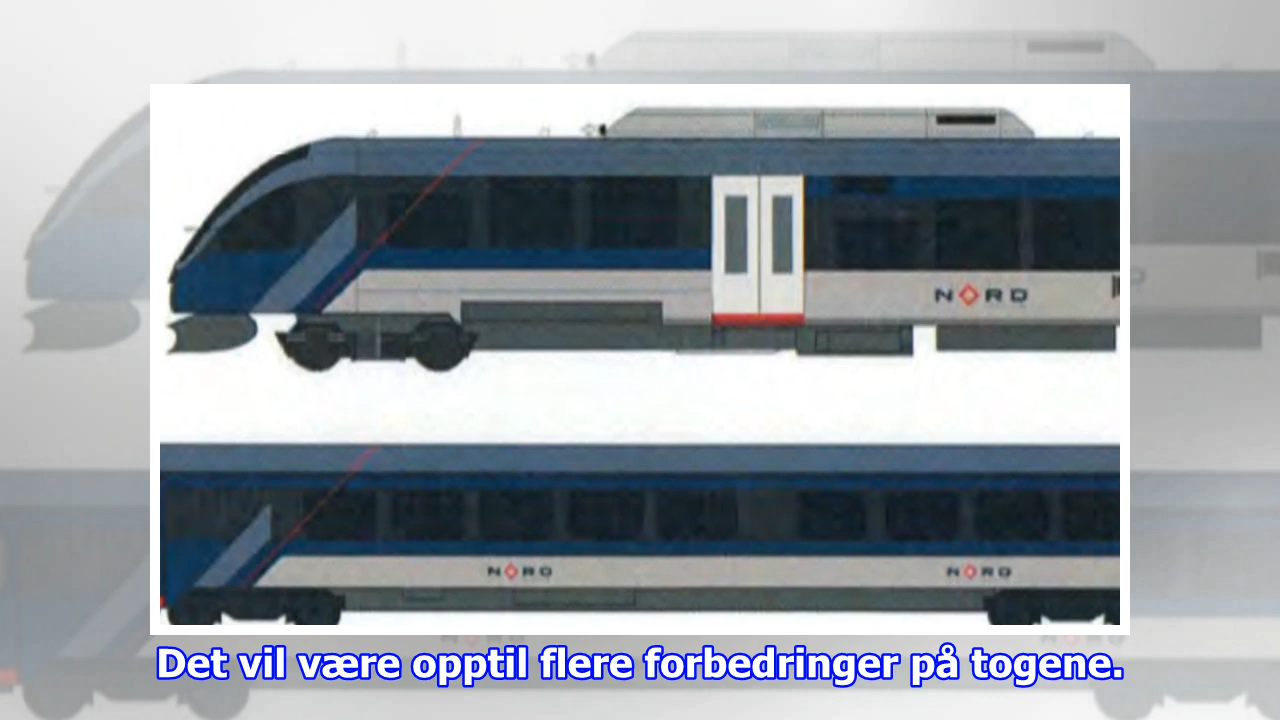 NORD
NORD NORD
Det vil være opptil flere forbedringer på togene.